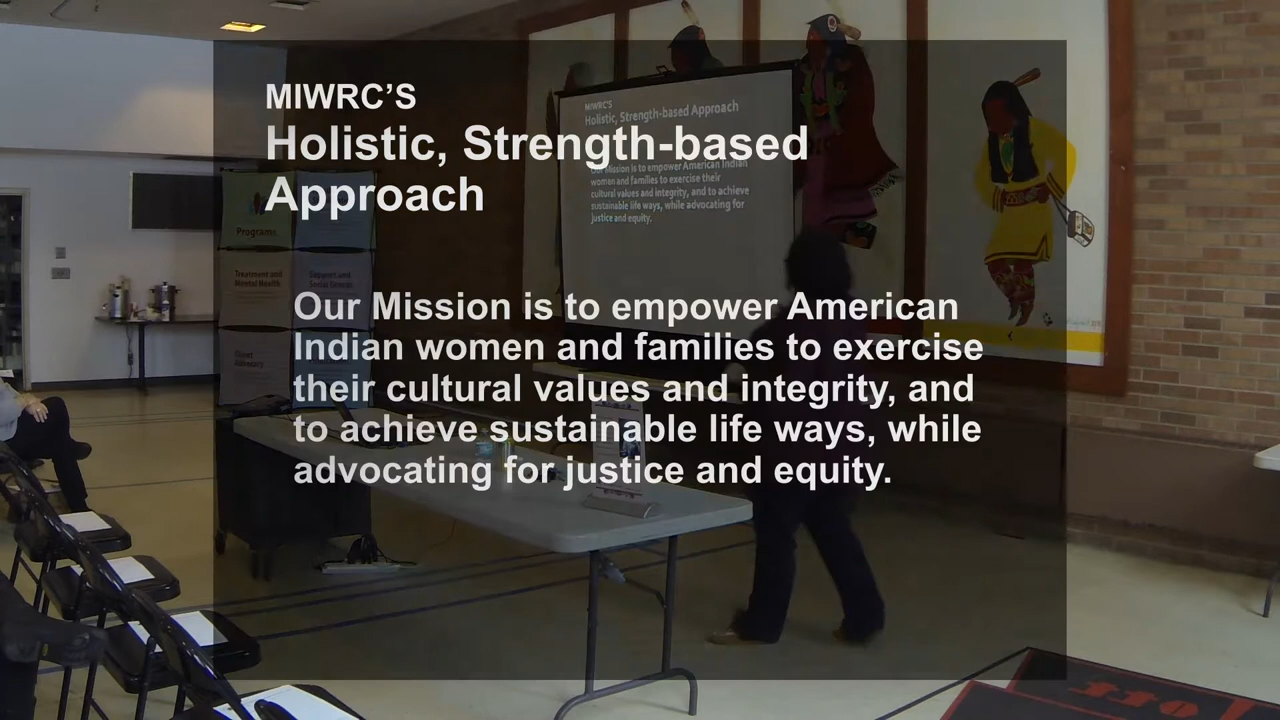 MIWRC’S
Holistic, Strength-based
Approach
Our Mission is to empower American
Indian women and families to exercise
their cultural values and integrity, and
to achieve sustainable life ways, while
advocating for justice and equity.
MIWRC'S
Holistic, Strength-based Approach
Our Mission is to empower American Indian
women and families to exercise their
cultural values and integrity, and to achieve
sustainable life ways, while advocating for
justice and equity.
Programs
Treatment and
Mental Health
Support and
Social